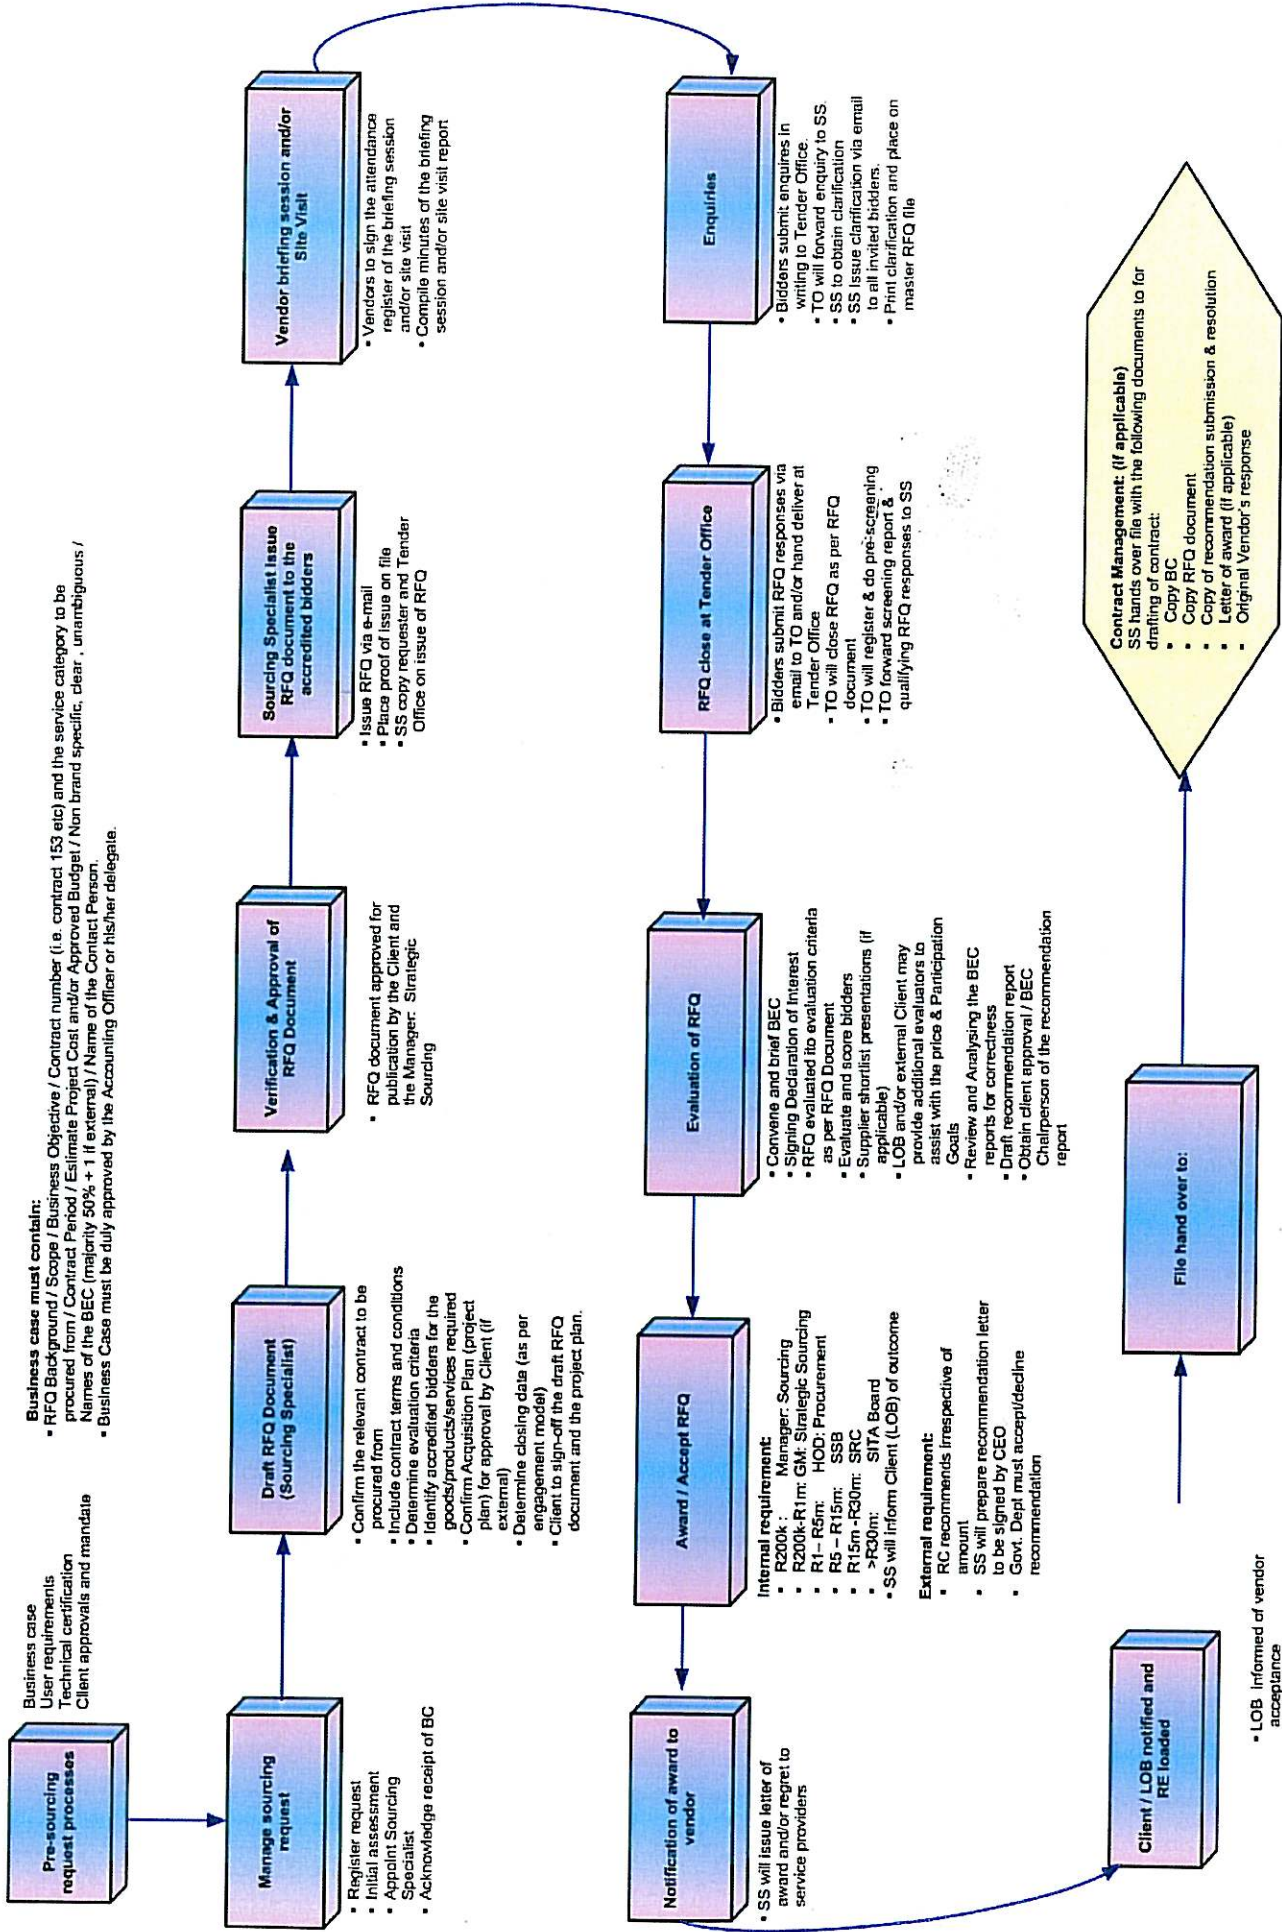 Pre-sourcing
request processes
Business case
User requirements
Technical certification
Client approvals and mandate
Business case must contain:
▪ RFQ Background / Scope / Business Objective / Contract number (i.e. contract 153 etc) and the service category to be
procured from / Contract Period / Estimate Project Cost and/or Approved Budget / Non brand specific, clear , unambiguous /
Names of the BEC (majority 50% + 1 if external) / Name of the Contact Person.
▪ Business Case must be duly approved by the Accounting Officer or his/her delegate.
Manage sourcing
request
▪ Register request
▪ Initial assessment
▪ Appoint Sourcing
Specialist
▪ Acknowledge receipt of BC
Draft RFQ Document
(Sourcing Specialist)
▪ Confirm the relevant contract to be
procured from
▪ Include contract terms and conditions
▪ Determine evaluation criteria
▪ Identify accredited bidders for the
goods/products/services required
▪ Confirm Acquisition Plan (project
plan) for approval by Client (if
external)
▪ Determine closing date (as per
engagement model)
▪ Client to sign-off the draft RFQ
document and the project plan.
Verification & Approval of
RFQ Document
▪ RFQ document approved for
publication by the Client and
the Manager: Strategic
Sourcing
Sourcing Specialist Issue
RFQ document to the
accredited bidders
▪ Issue RFQ via e-mail
▪ Place proof of issue on file
▪ SS copy requester and Tender
Office on issue of RFQ
Vendor briefing session and/or
Site Visit
▪ Vendors to sign the attendance
register of the briefing session
and/or site visit
▪ Compile minutes of the briefing
session and/or site visit report
Enquiries
▪ Bidders submit enquires in
writing to Tender Office.
▪ TO will forward enquiry to SS.
▪ SS to obtain clarification
▪ SS Issue clarification via email
to all invited bidders.
▪ Print clarification and place on
master RFQ file
RFQ close at Tender Office
▪ Bidders submit RFQ responses via
email to TO and/or hand deliver at
Tender Office
▪ TO will close RFQ as per RFQ
document
▪ TO will register & do pre-screening
▪ TO forward screening report &
qualifying RFQ responses to SS
Evaluation of RFQ
▪ Convene and brief BEC
▪ Signing Declaration of Interest
▪ RFQ evaluated its evaluation criteria
as per RFQ Document
▪ Evaluate and score bidders
▪ Supplier shortlist presentations (if
applicable)
▪ LOB and/or external Client may
provide additional evaluators to
assist with the price & Participation
Goals
▪ Review and Analysing the BEC
reports for correctness
▪ Draft recommendation report
▪ Obtain client approval / BEC
Chairperson of the recommendation
report
Award / Accept RFQ
Internal requirement:
▪ R200k : Manager: Sourcing
▪ R200k-R1m: GM: Strategic Sourcing
▪ R1– R5m: HOD: Procurement
▪ R5 – R15m: SSB
▪ R15m -R30m: SRC
▪ >R30m: SITA Board
▪ SS will inform Client (LOB) of outcome
External requirement:
▪ RC recommends irrespective of
amount
▪ SS will prepare recommendation letter
to be signed by CEO
▪ Govt. Dept must accept/decline
recommendation
Notification of award to
vendor
▪ SS will issue letter of
award and/or regret to
service providers
Client / LOB notified and
RE loaded
▪ LOB informed of vendor
acceptance
File hand over to:
Contract Management: (if applicable)
SS hands over file with the following documents to for
drafting of contract:
▪ Copy BC
▪ Copy RFQ document
▪ Copy of recommendation submission & resolution
▪ Letter of award (if applicable)
▪ Original Vendor's response